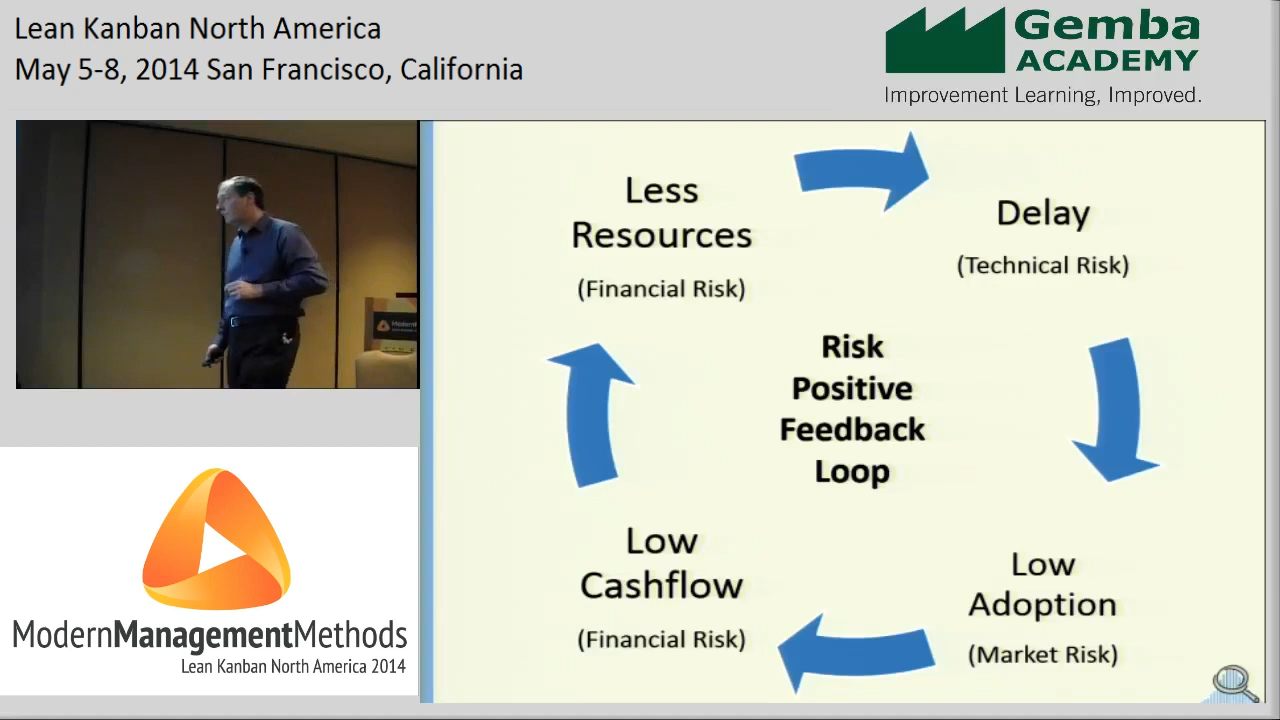 Lean Kanban North America
May 5-8, 2014 San Francisco, California
Gemba
ACADEMY
Improvement Learning, Improved.
Less
Resources
(Financial Risk)
Delay
(Technical Risk)
Risk
Positive
Feedback
Loop
Low
Cashflow
(Financial Risk)
Low
Adoption
(Market Risk)
ModernManagementMethods
Lean Kanban North America 2014